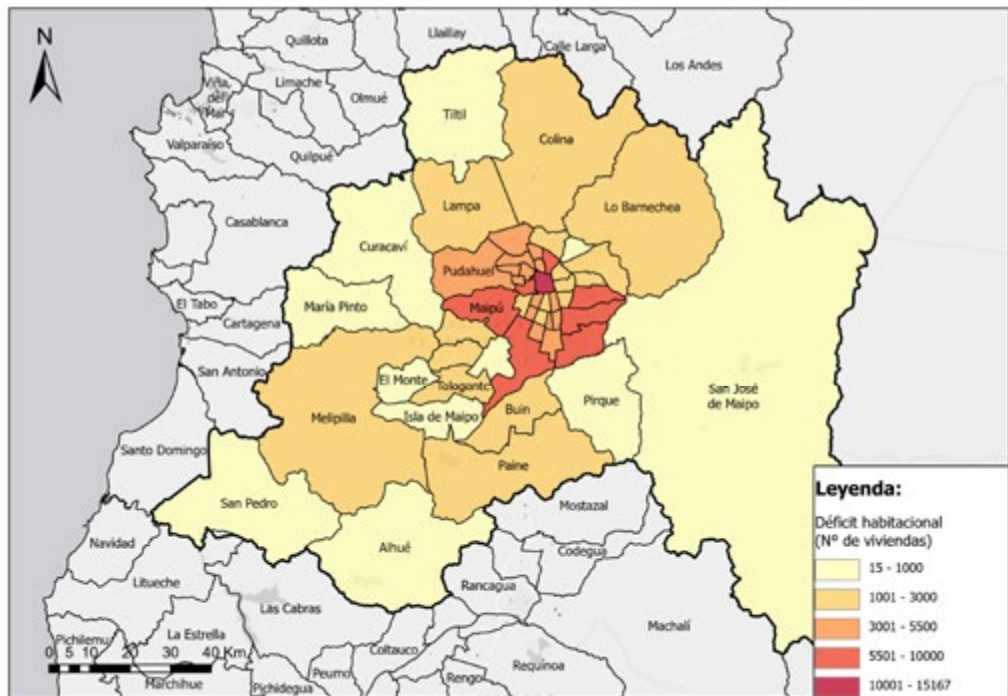 N
Quillota
Llaillay
Calle Larga
Los Andes
Viña
del
Mar
Limache
Olmué
Tiltil
Colina
Valparaíso
Quilpué
Lampa
Lo Barnechea
Casablanca
Curacaví
Pudahuel
El Tabo
María Pinto
Maipú
Cartagena
San Antonio
El Monte
Talagante
Pirque
San José
de Maipo
Melipilla
Isla de Maipo
Buin
Santo Domingo
Paine
San Pedro
Mostazal
Alhué
Navidad
Codegua
Litueche
Rancagua
Las Cabras
Machalí
Pichilemu
La Estrella
Coltauco
0 5 10 20 30 40 Km
Marchihue
Pichidegua
Peumo
Rengo
Requínoa
Leyenda:
Déficit habitacional
(N° de viviendas)
15 - 1000
1001 - 3000
3001 - 5500
5501 - 10000
10001 - 15167